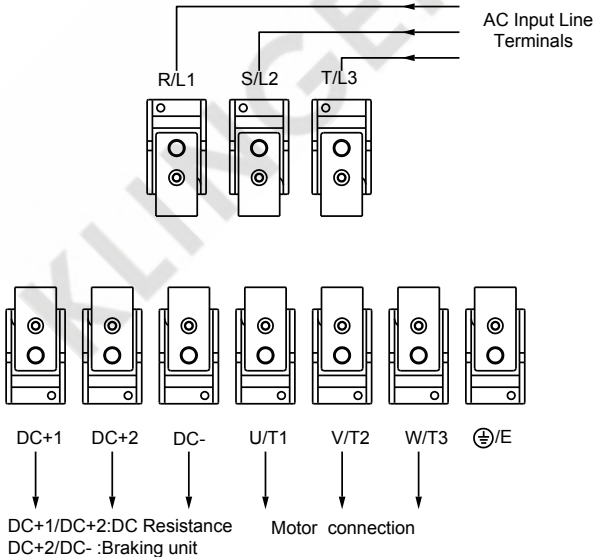 AC Input Line
Terminals
R/L1 S/L2 T/L3
DC+1 DC+2 DC- U/T1 V/T2 W/T3 /E
DC+1/DC+2:DC Resistance Motor connection
DC+2/DC- :Braking unit